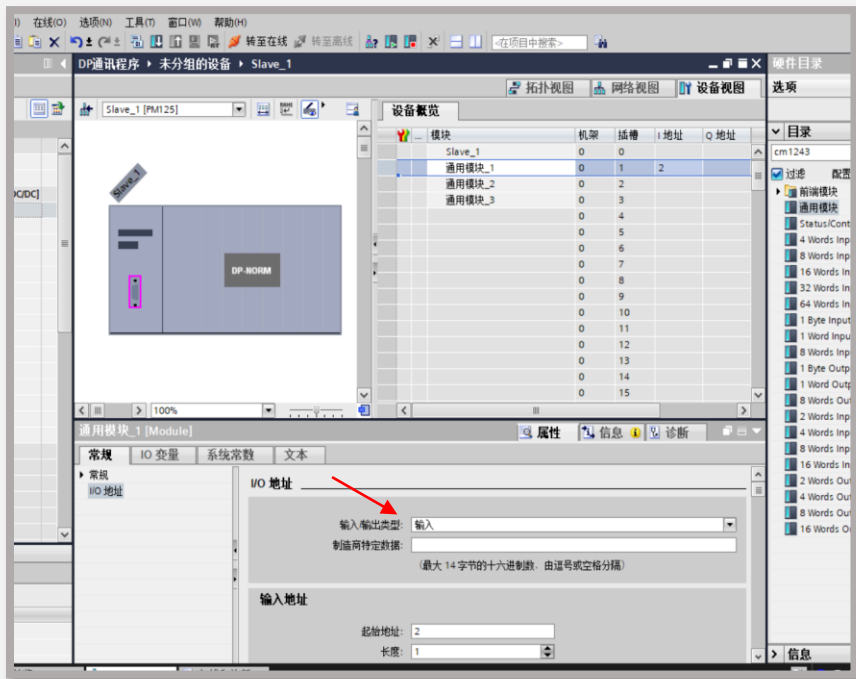 在线(O) 选项(N) 工具(T) 窗口(W) 帮助(H)
转至在线 转至离线 <在项目中搜索>
DP通讯程序 ▸ 未分组的设备 ▸ Slave_1
硬件目录
拓扑视图 网络视图 设备视图
选项
Slave_1 [PM125]
设备概览
模块 机架 插槽 I 地址 Q 地址
Slave_1 0 0
通用模块_1 0 1 2
通用模块_2 0 2
通用模块_3 0 3
0 4
0 5
0 6
0 7
0 8
0 9
0 10
0 11
0 12
0 13
0 14
0 15
DC/DC]
Slave_1
DP-NORM
100%
目录
cm1243
过滤 配置
前端模块
通用模块
Status/Cont
4 Words Inp
8 Words Inp
16 Words In
32 Words In
64 Words In
1 Byte Input
1 Word Inpu
8 Words Inp
1 Byte Outp
1 Word Outp
8 Words Out
2 Words Inp
4 Words Inp
8 Words Inp
16 Words In
2 Words Out
4 Words Out
8 Words Out
16 Words O
信息
通用模块_1 [Module]
属性 信息 诊断
常规 IO 变量 系统常数 文本
常规
I/O 地址
I/O 地址
输入/输出类型: 输入
制造商特定数据:
(最大 14 字节的十六进制数，由逗号或空格分隔)
输入地址
起始地址: 2
长度: 1